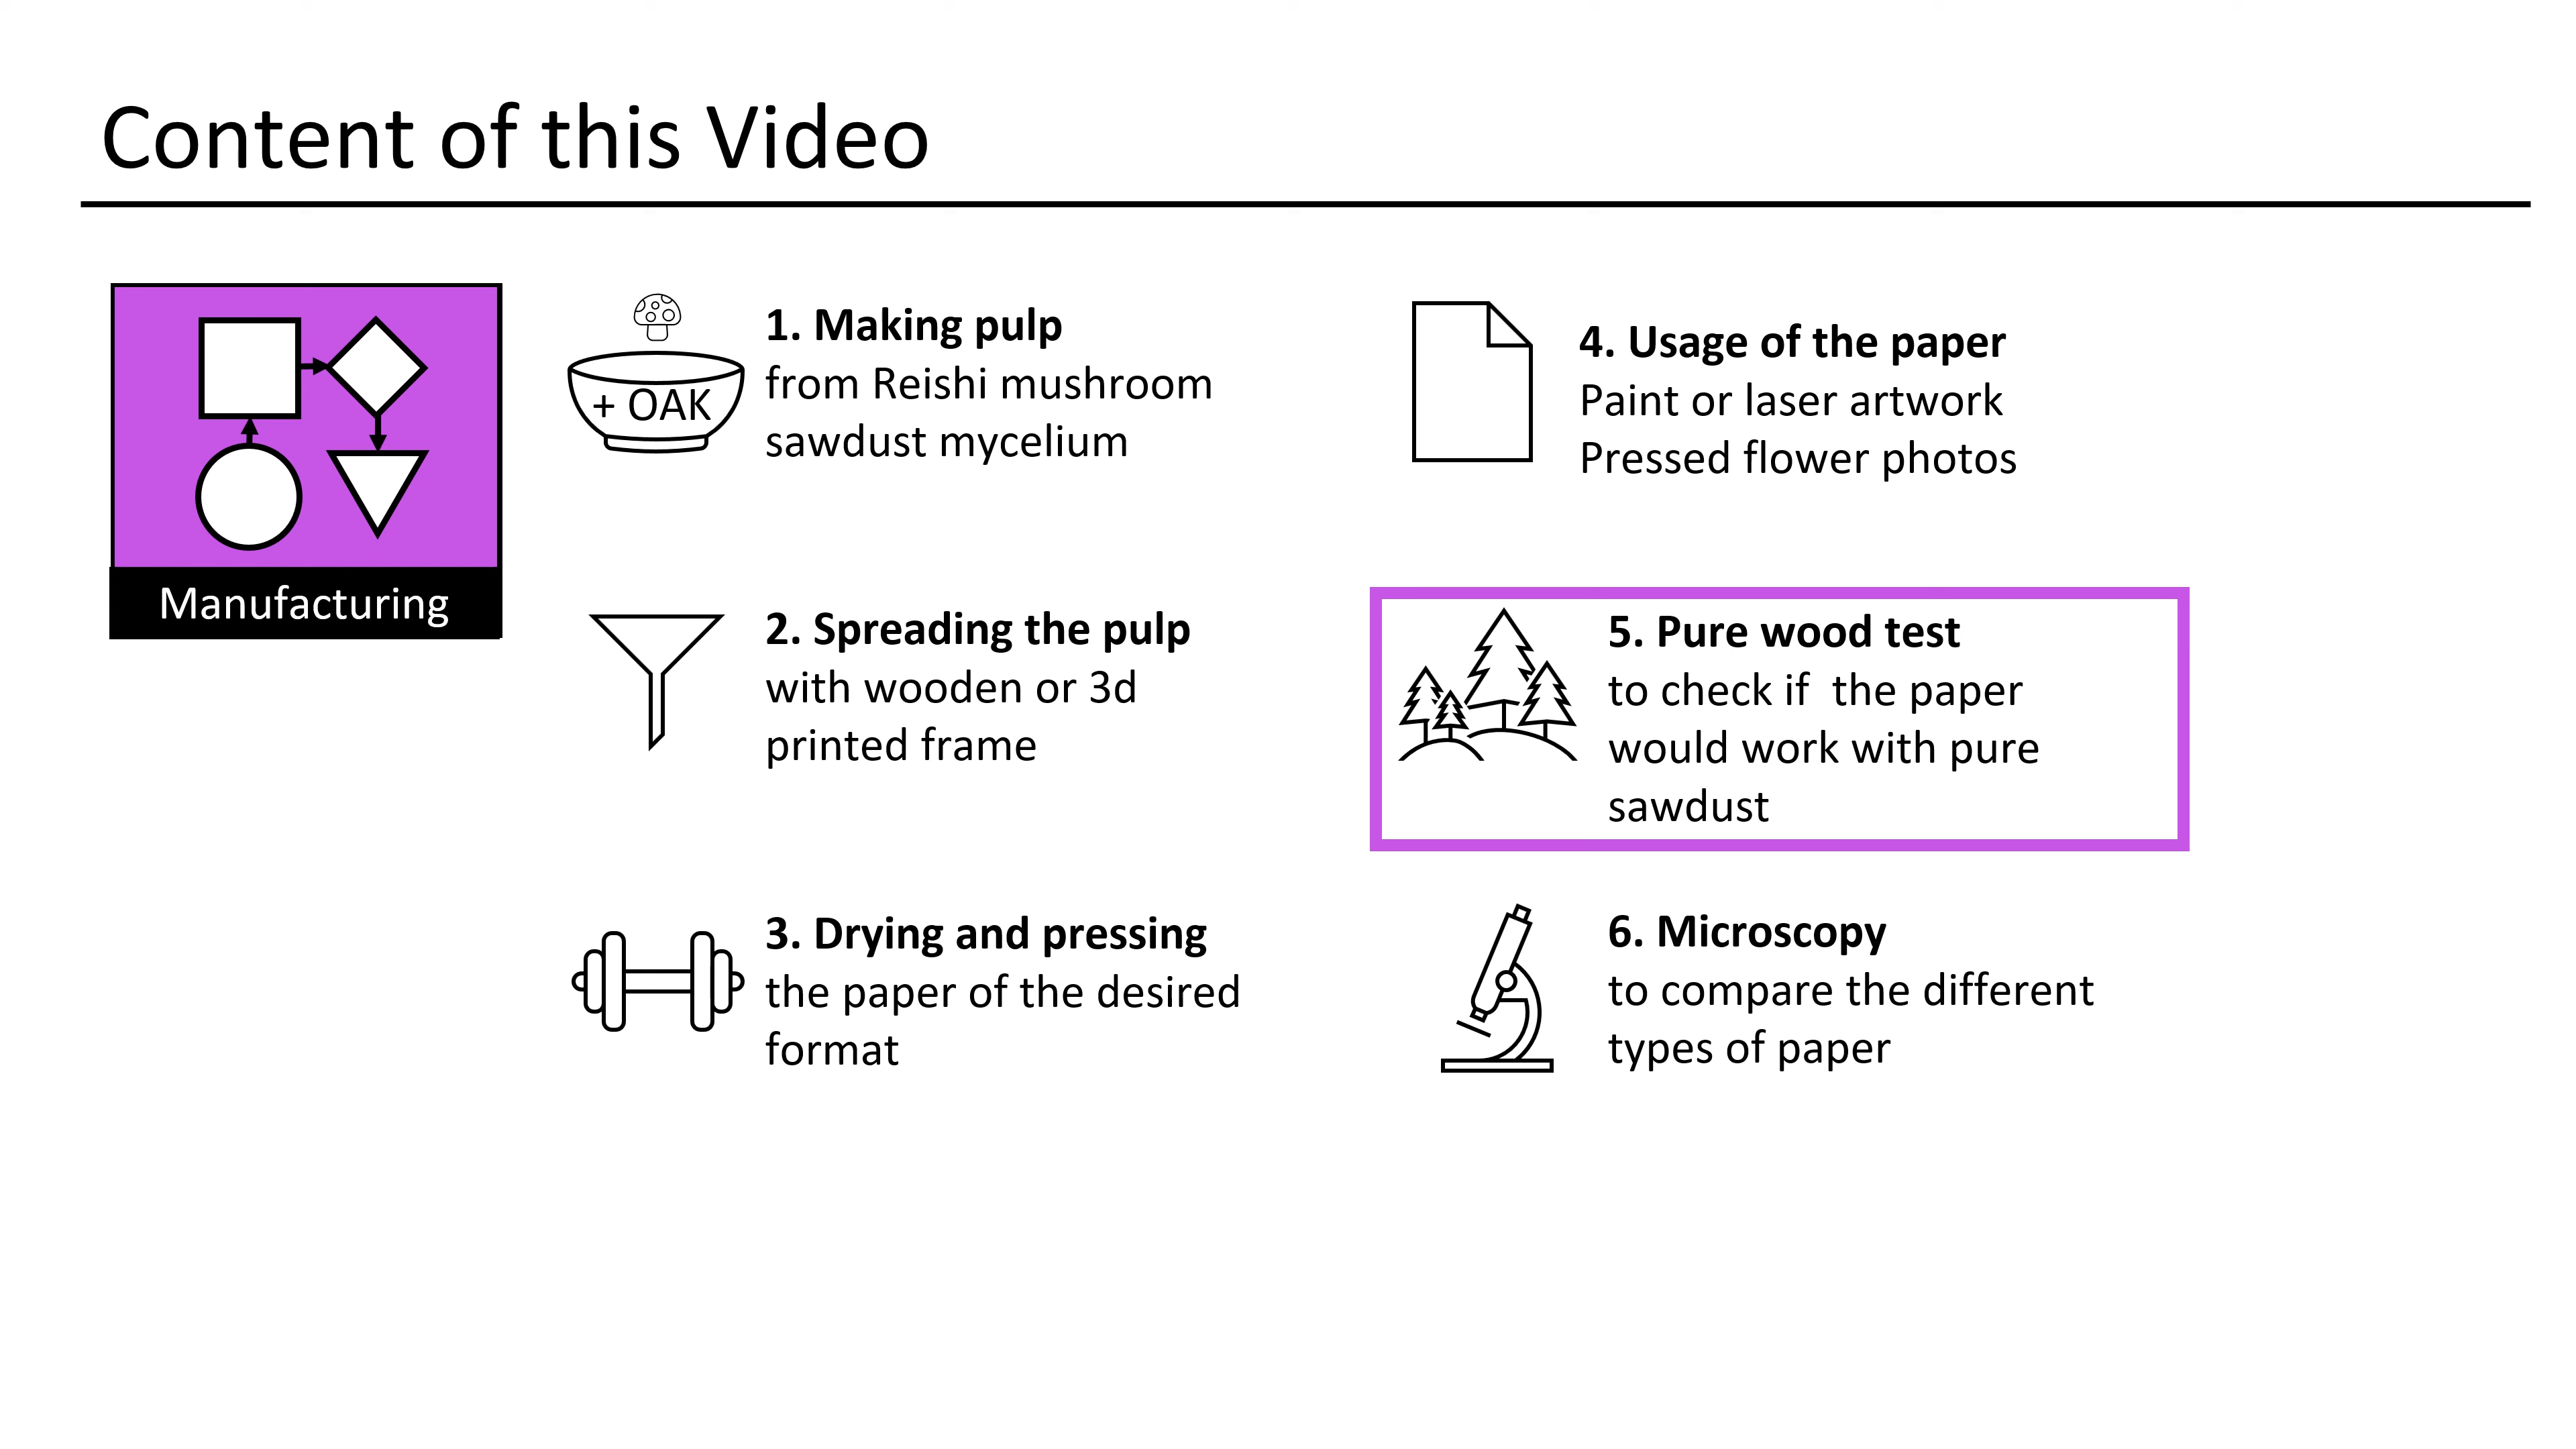 Content of this Video
Manufacturing
+ OAK
1. Making pulp
from Reishi mushroom
sawdust mycelium
2. Spreading the pulp
with wooden or 3d
printed frame
3. Drying and pressing
the paper of the desired
format
4. Usage of the paper
Paint or laser artwork
Pressed flower photos
5. Pure wood test
to check if  the paper
would work with pure
sawdust
6. Microscopy
to compare the different
types of paper